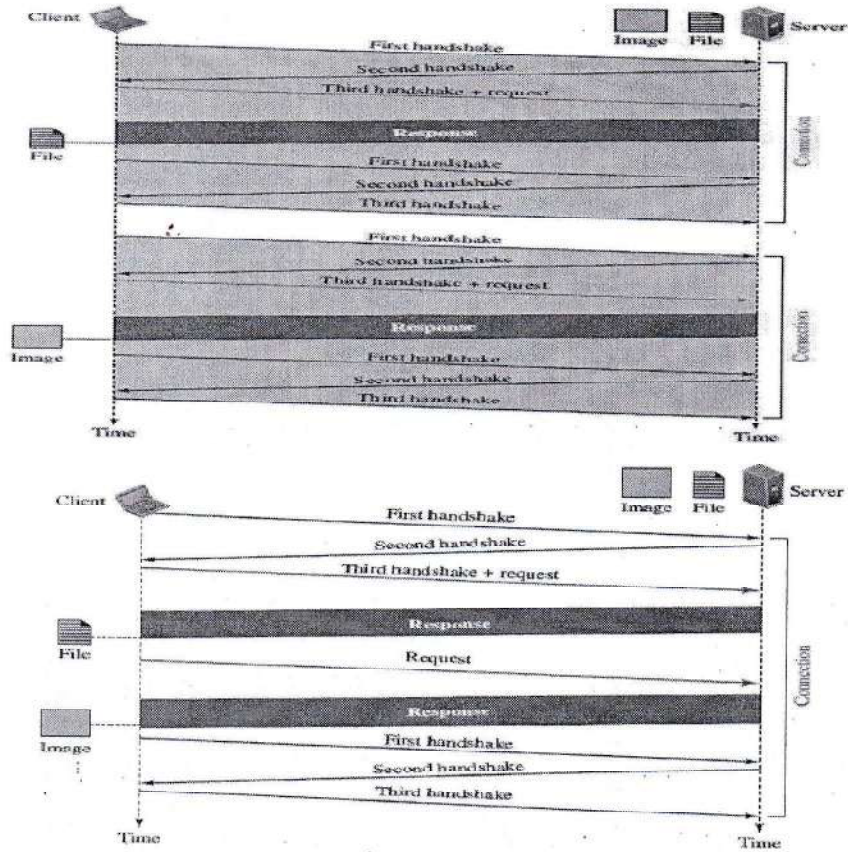 Client
Image
File
Server
First handshake
Second handshake
Third handshake + request
Response
File
First handshake
Second handshake
Third handshake
Connection
First handshake
Second handshake
Third handshake + request
Response
Image
First handshake
Second handshake
Third handshake
Connection
Time
Time
Client
Image
File
Server
First handshake
Second handshake
Third handshake + request
Response
File
Request
Response
Image
First handshake
Second handshake
Third handshake
Connection
Time
Time